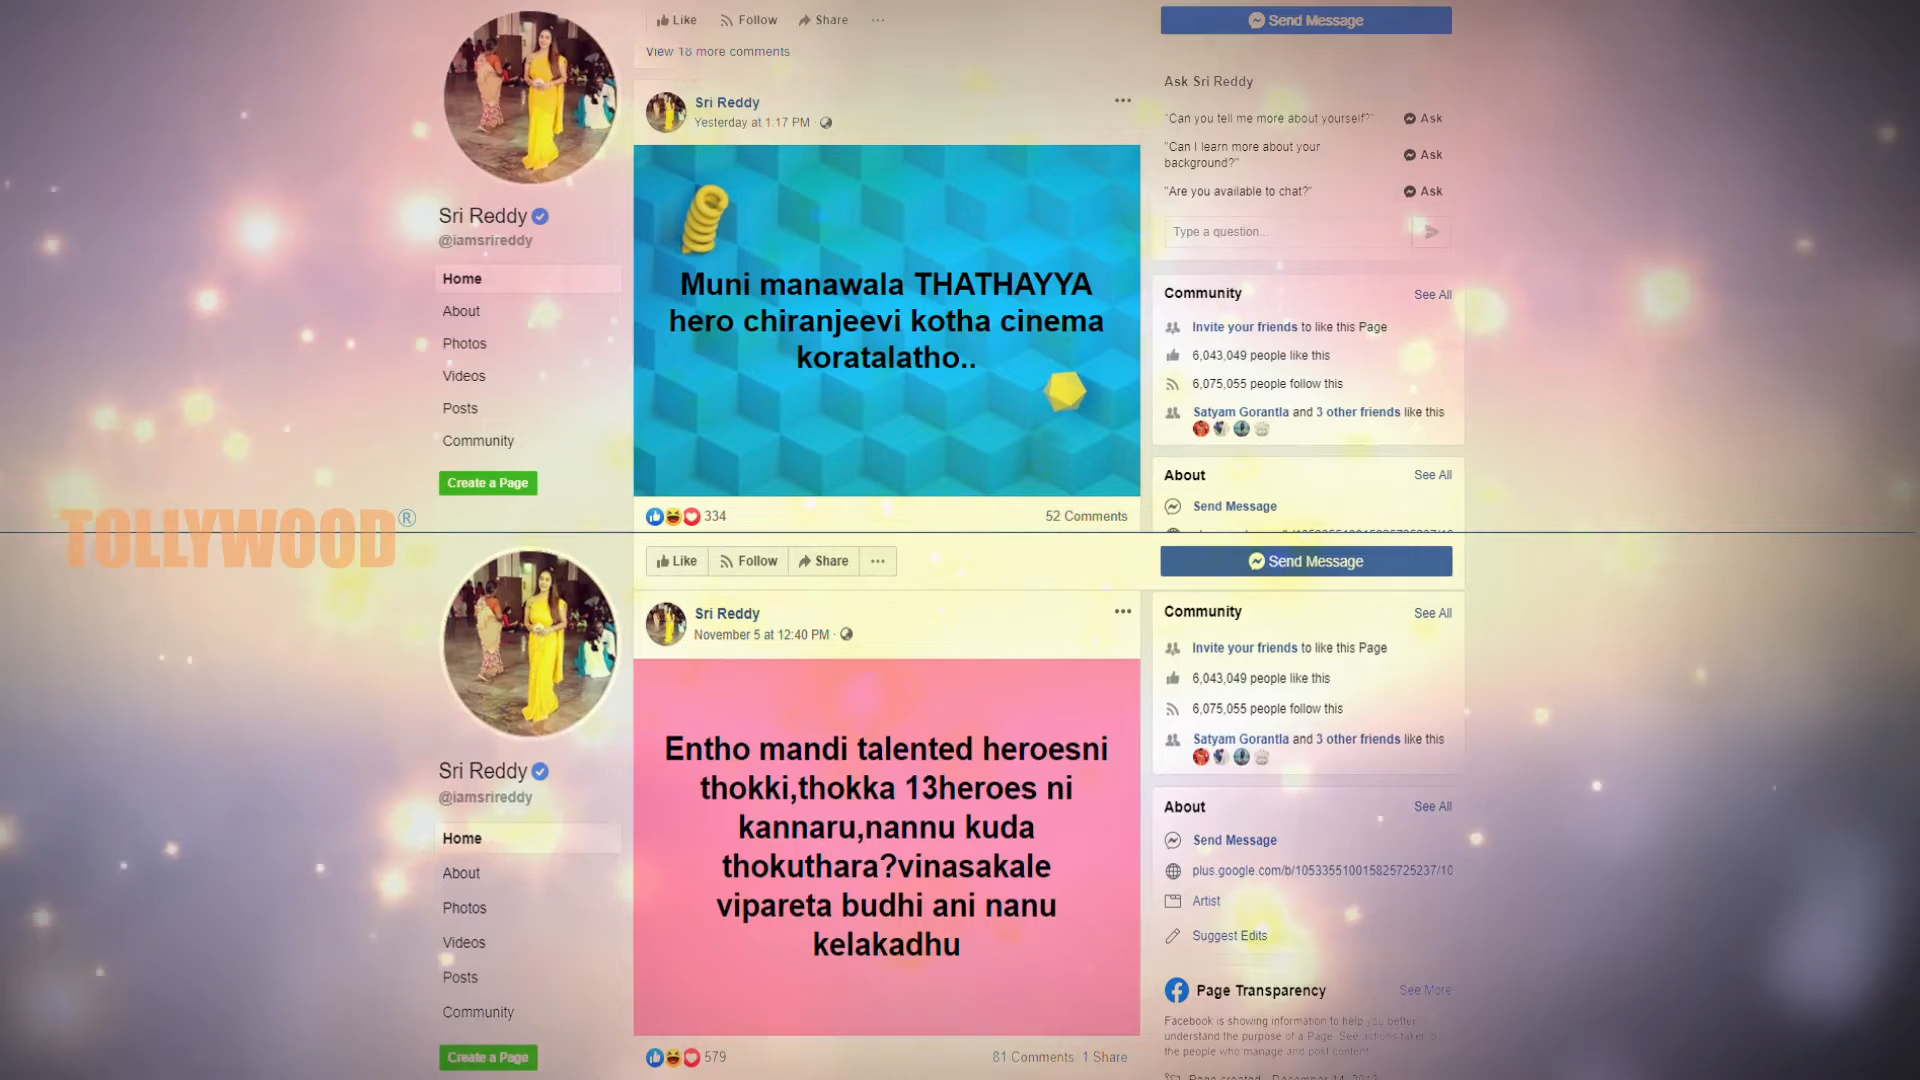 Like Follow Share ...
View 18 more comments
Send Message
Sri Reddy
Yesterday at 1:17 PM ·
Ask Sri Reddy
"Can you tell me more about yourself?" Ask
"Can I learn more about your
background?" Ask
"Are you available to chat?" Ask
Type a question...
Sri Reddy
@iamsrireddy
Home
About
Photos
Videos
Posts
Community
Create a Page
Muni manawala THATHAYYA
hero chiranjeevi kotha cinema
koratalatho..
334 52 Comments
Community See All
Invite your friends to like this Page
6,043,049 people like this
6,075,055 people follow this
Satyam Gorantla and 3 other friends like this
About See All
Send Message
TOLLYWOOD®
Like Follow Share ...
Send Message
Sri Reddy
November 5 at 12:40 PM ·
Sri Reddy
@iamsrireddy
Home
About
Photos
Videos
Posts
Community
Create a Page
Entho mandi talented heroesni
thokki,thokka 13heroes ni
kannaru,nannu kuda
thokuthara?vinasakale
vipareta budhi ani nanu
kelakadhu
579 81 Comments 1 Share
Community See All
Invite your friends to like this Page
6,043,049 people like this
6,075,055 people follow this
Satyam Gorantla and 3 other friends like this
About See All
Send Message
plus.google.com/b/105335510015825725237/10
Artist
Suggest Edits
Page Transparency See More
Facebook is showing information to help you better
understand the purpose of a Page. See actions taken b
the people who manage and post content.